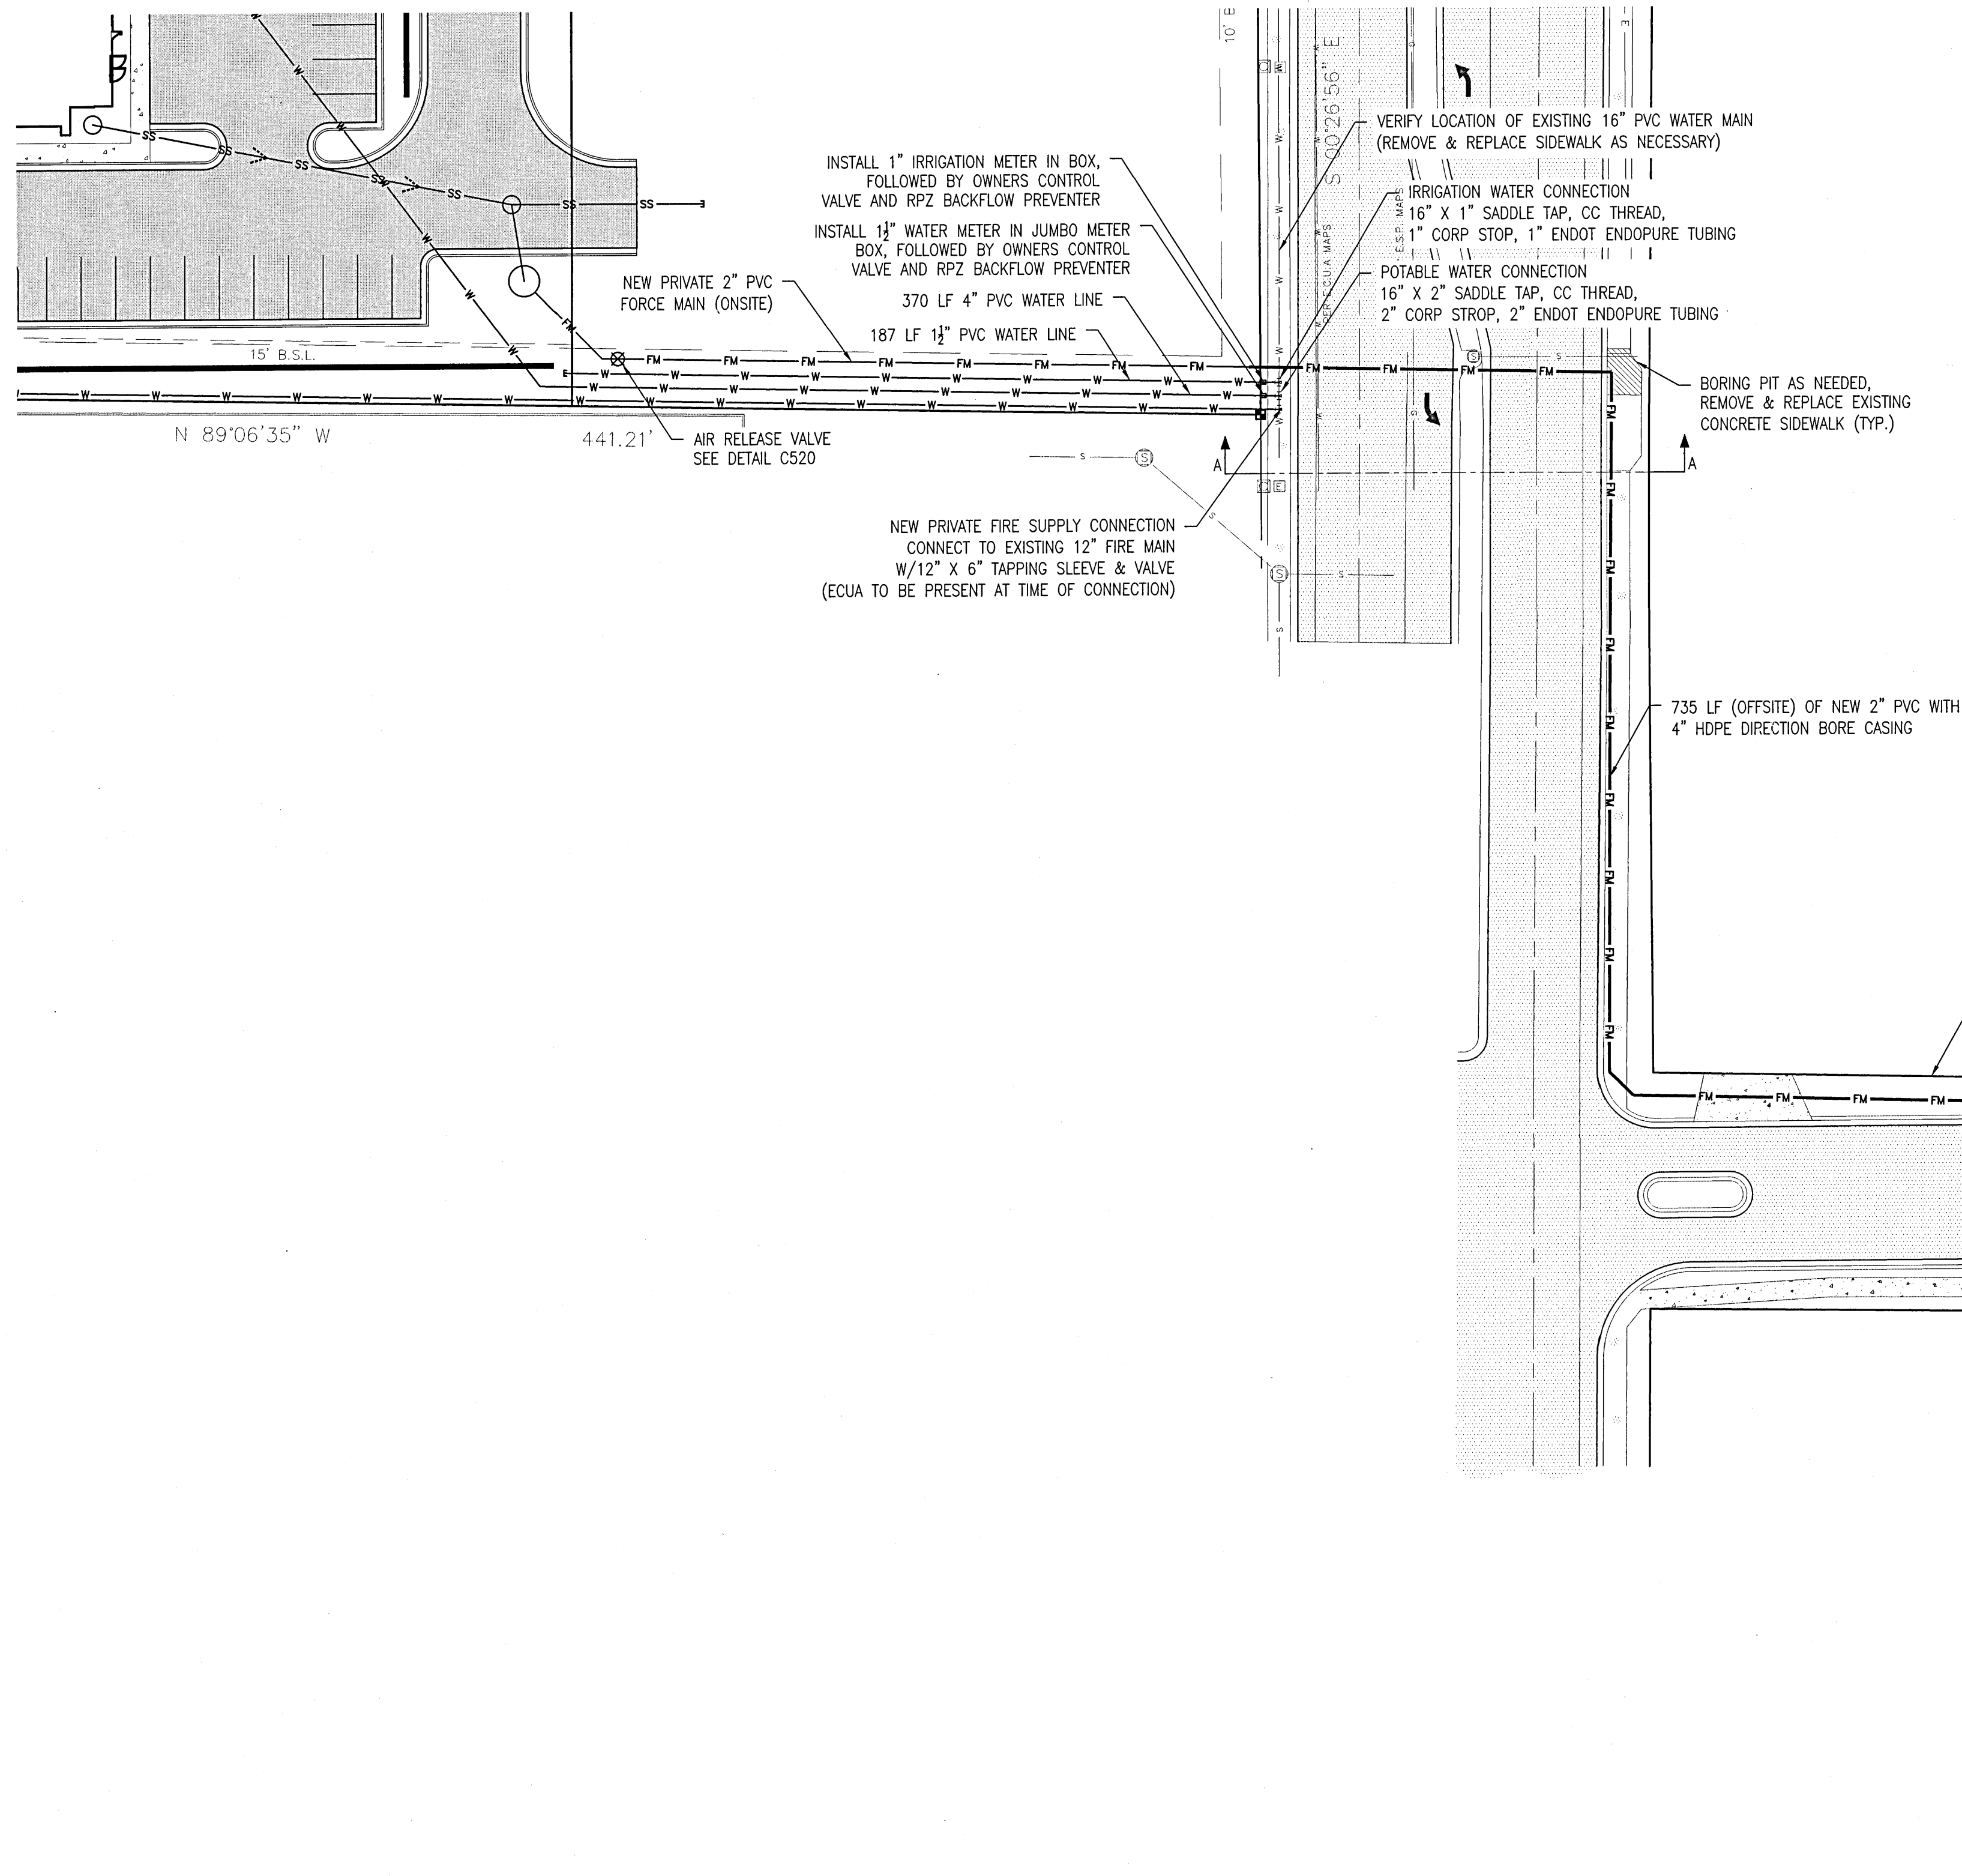 10' E
S 00°26'56" E
VERIFY LOCATION OF EXISTING 16" PVC WATER MAIN
(REMOVE & REPLACE SIDEWALK AS NECESSARY)
INSTALL 1" IRRIGATION METER IN BOX,
FOLLOWED BY OWNERS CONTROL
VALVE AND RPZ BACKFLOW PREVENTER
IRRIGATION WATER CONNECTION
16" X 1" SADDLE TAP, CC THREAD,
1" CORP STOP, 1" ENDOT ENDOPURE TUBING
INSTALL 1½" WATER METER IN JUMBO METER
BOX, FOLLOWED BY OWNERS CONTROL
VALVE AND RPZ BACKFLOW PREVENTER
POTABLE WATER CONNECTION
16" X 2" SADDLE TAP, CC THREAD,
2" CORP STROP, 2" ENDOT ENDOPURE TUBING
PER E.C.U.A MAPS
E.S.P. MAPS
NEW PRIVATE 2" PVC
FORCE MAIN (ONSITE)
370 LF 4" PVC WATER LINE
187 LF 1½" PVC WATER LINE
15' B.S.L.
BORING PIT AS NEEDED,
REMOVE & REPLACE EXISTING
CONCRETE SIDEWALK (TYP.)
N 89°06'35" W
441.21'
AIR RELEASE VALVE
SEE DETAIL C520
A
A
NEW PRIVATE FIRE SUPPLY CONNECTION
CONNECT TO EXISTING 12" FIRE MAIN
W/12" X 6" TAPPING SLEEVE & VALVE
(ECUA TO BE PRESENT AT TIME OF CONNECTION)
735 LF (OFFSITE) OF NEW 2" PVC WITH
4" HDPE DIRECTION BORE CASING